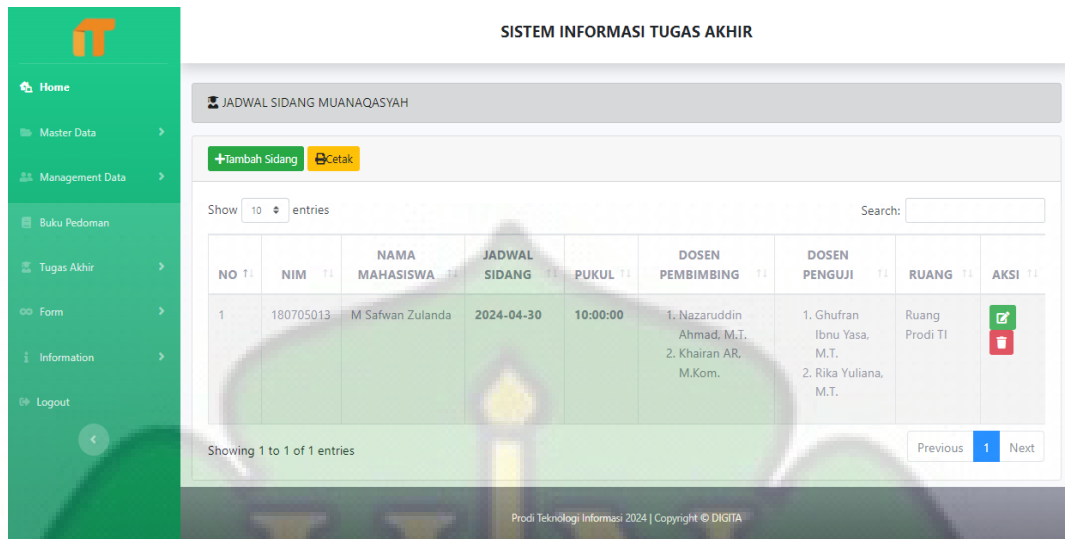 SISTEM INFORMASI TUGAS AKHIR
Home
Master Data
Management Data
Buku Pedoman
Tugas Akhir
Form
Information
Logout
JADWAL SIDANG MUANAQASYAH
+Tambah Sidang Cetak
Show 10 entries Search:
NO NIM NAMA MAHASISWA JADWAL SIDANG PUKUL DOSEN PEMBIMBING DOSEN PENGUJI RUANG AKSI
1 180705013 M Safwan Zulanda 2024-04-30 10:00:00 1. Nazaruddin 1. Ghufran Ruang
Ahmad, M.T. Ibnu Yasa, Prodi TI
2. Khairan AR, M.T.
M.Kom. 2. Rika Yuliana,
M.T.
Showing 1 to 1 of 1 entries Previous 1 Next
Prodi Teknologi Informasi 2024 | Copyright © DIGITA